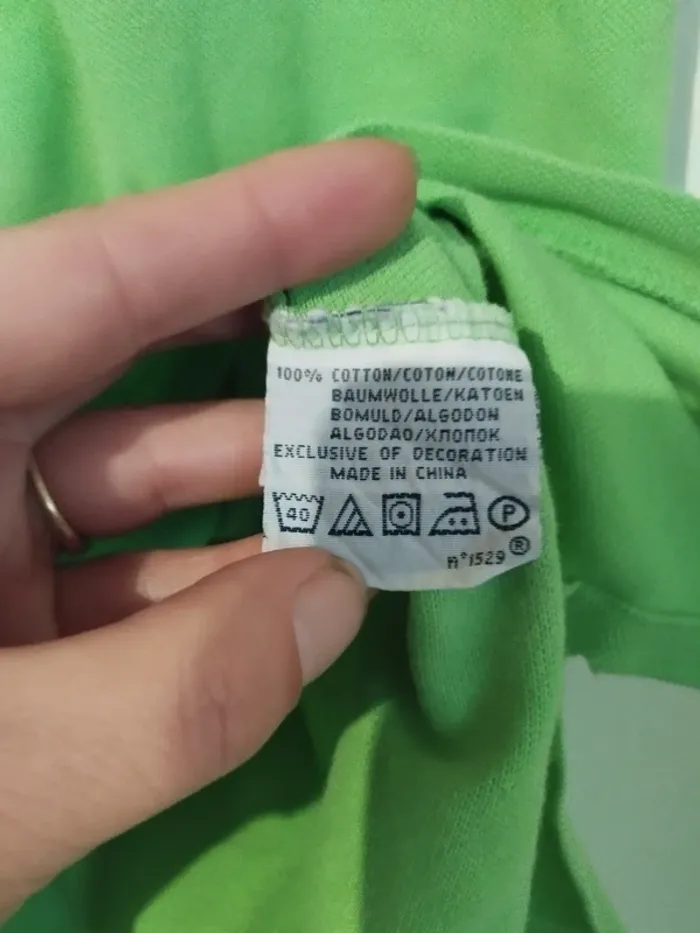 100% COTTON/COTON/COTONE
BAUMWOLLE/KATOEN
BOMULD/ALGODON
ALGODAO/ХЛОПОК
EXCLUSIVE OF DECORATION
MADE IN CHINA
40 P
n°1529 ®